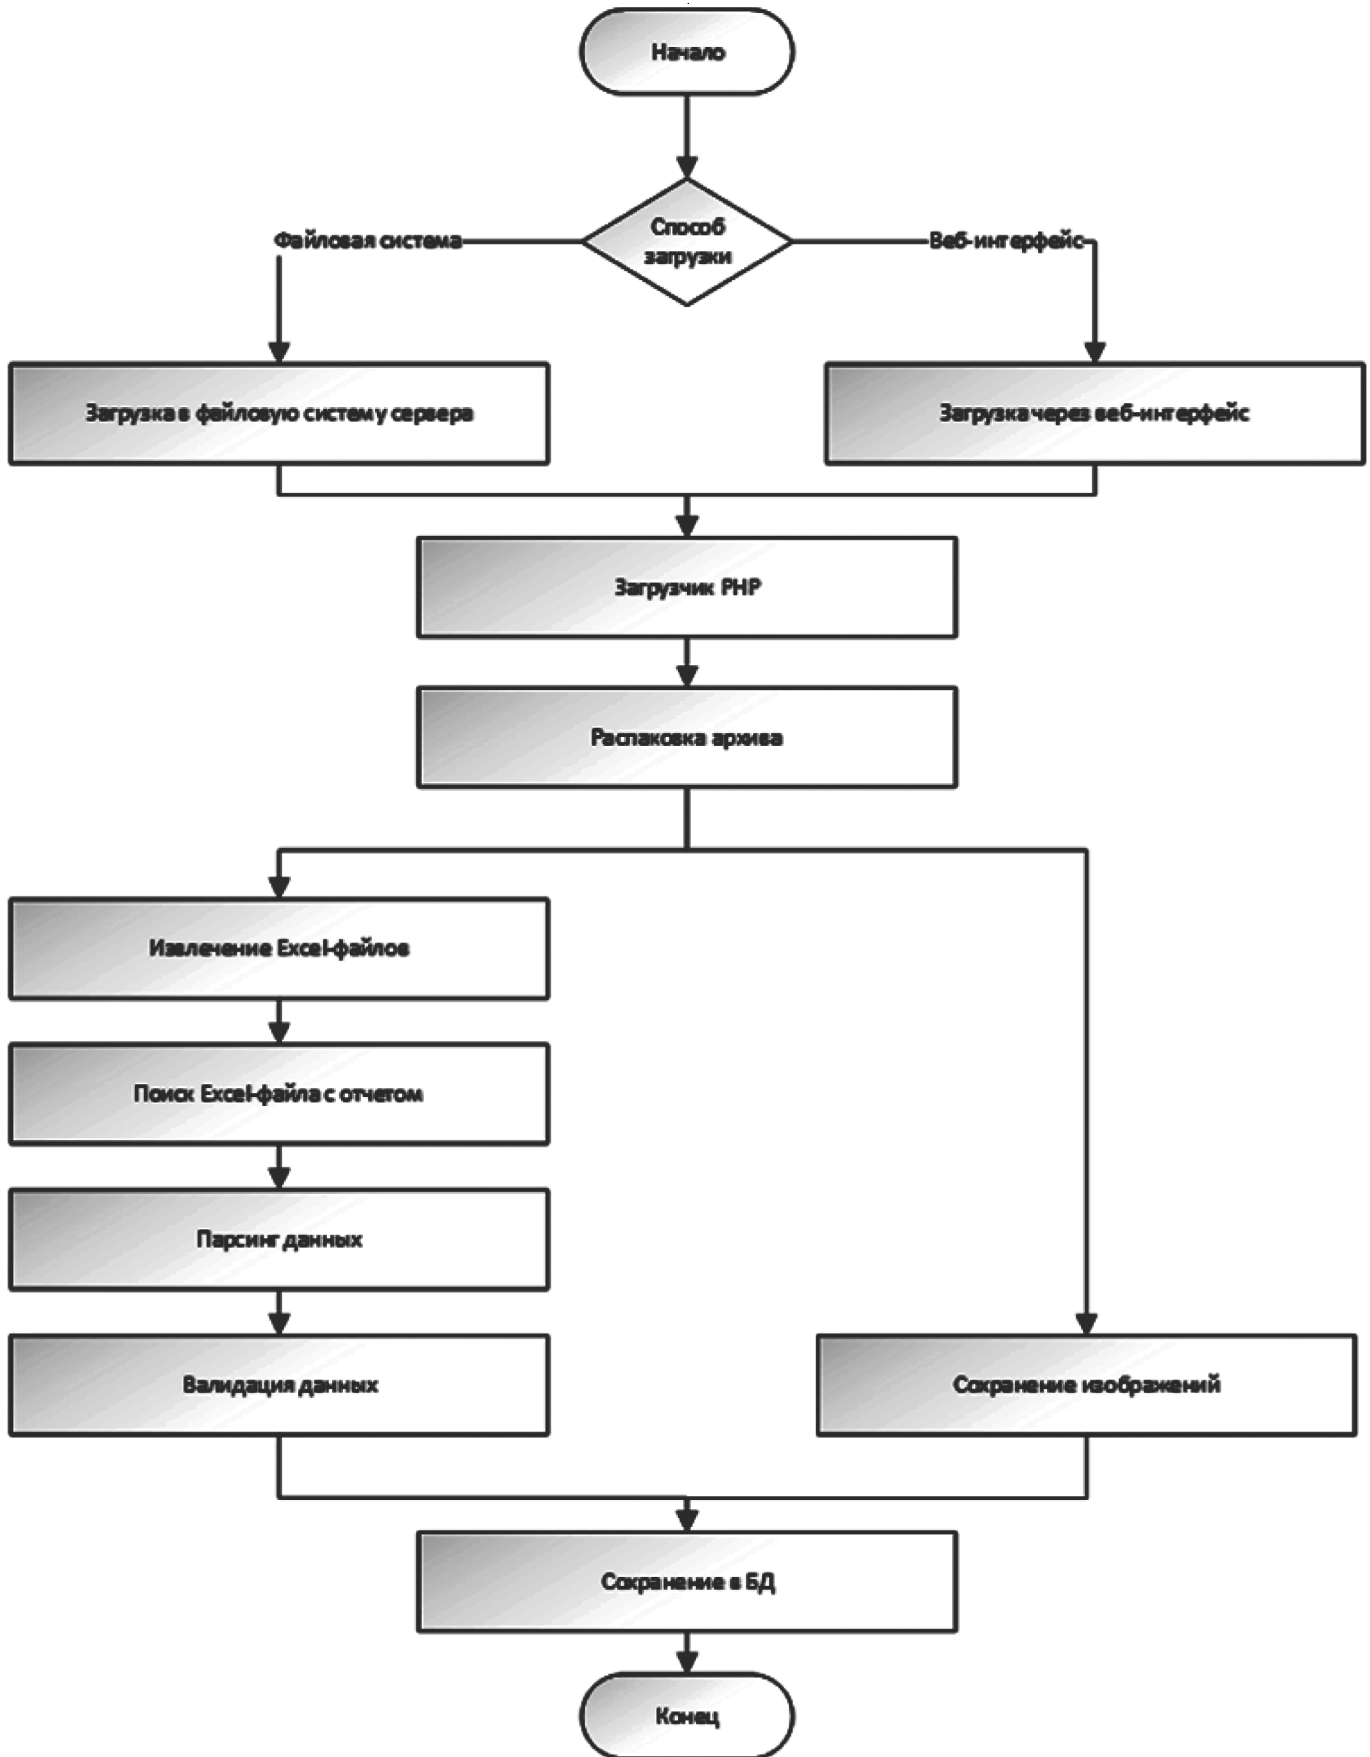 Начало
Способ
загрузки
Файловая система
Веб-интерфейс
Загрузка в файловую систему сервера
Загрузка через веб-интерфейс
Загрузчик PHP
Распаковка архива
Извлечение Excel-файлов
Поиск Excel-файла с отчетом
Парсинг данных
Валидация данных
Сохранение изображений
Сохранение в БД
Конец